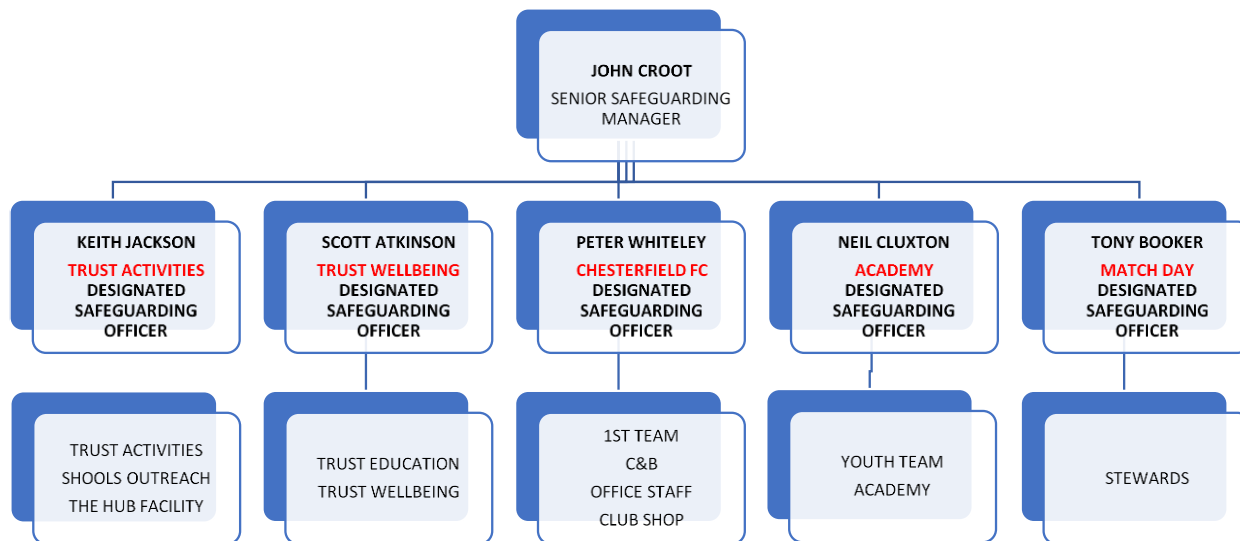 JOHN CROOT
SENIOR SAFEGUARDING
MANAGER
KEITH JACKSON
TRUST ACTIVITIES
DESIGNATED
SAFEGUARDING
OFFICER
SCOTT ATKINSON
TRUST WELLBEING
DESIGNATED
SAFEGUARDING
OFFICER
PETER WHITELEY
CHESTERFIELD FC
DESIGNATED
SAFEGUARDING
OFFICER
NEIL CLUXTON
ACADEMY
DESIGNATED
SAFEGUARDING
OFFICER
TONY BOOKER
MATCH DAY
DESIGNATED
SAFEGUARDING
OFFICER
TRUST ACTIVITIES
SHOOLS OUTREACH
THE HUB FACILITY
TRUST EDUCATION
TRUST WELLBEING
1ST TEAM
C&B
OFFICE STAFF
CLUB SHOP
YOUTH TEAM
ACADEMY
STEWARDS